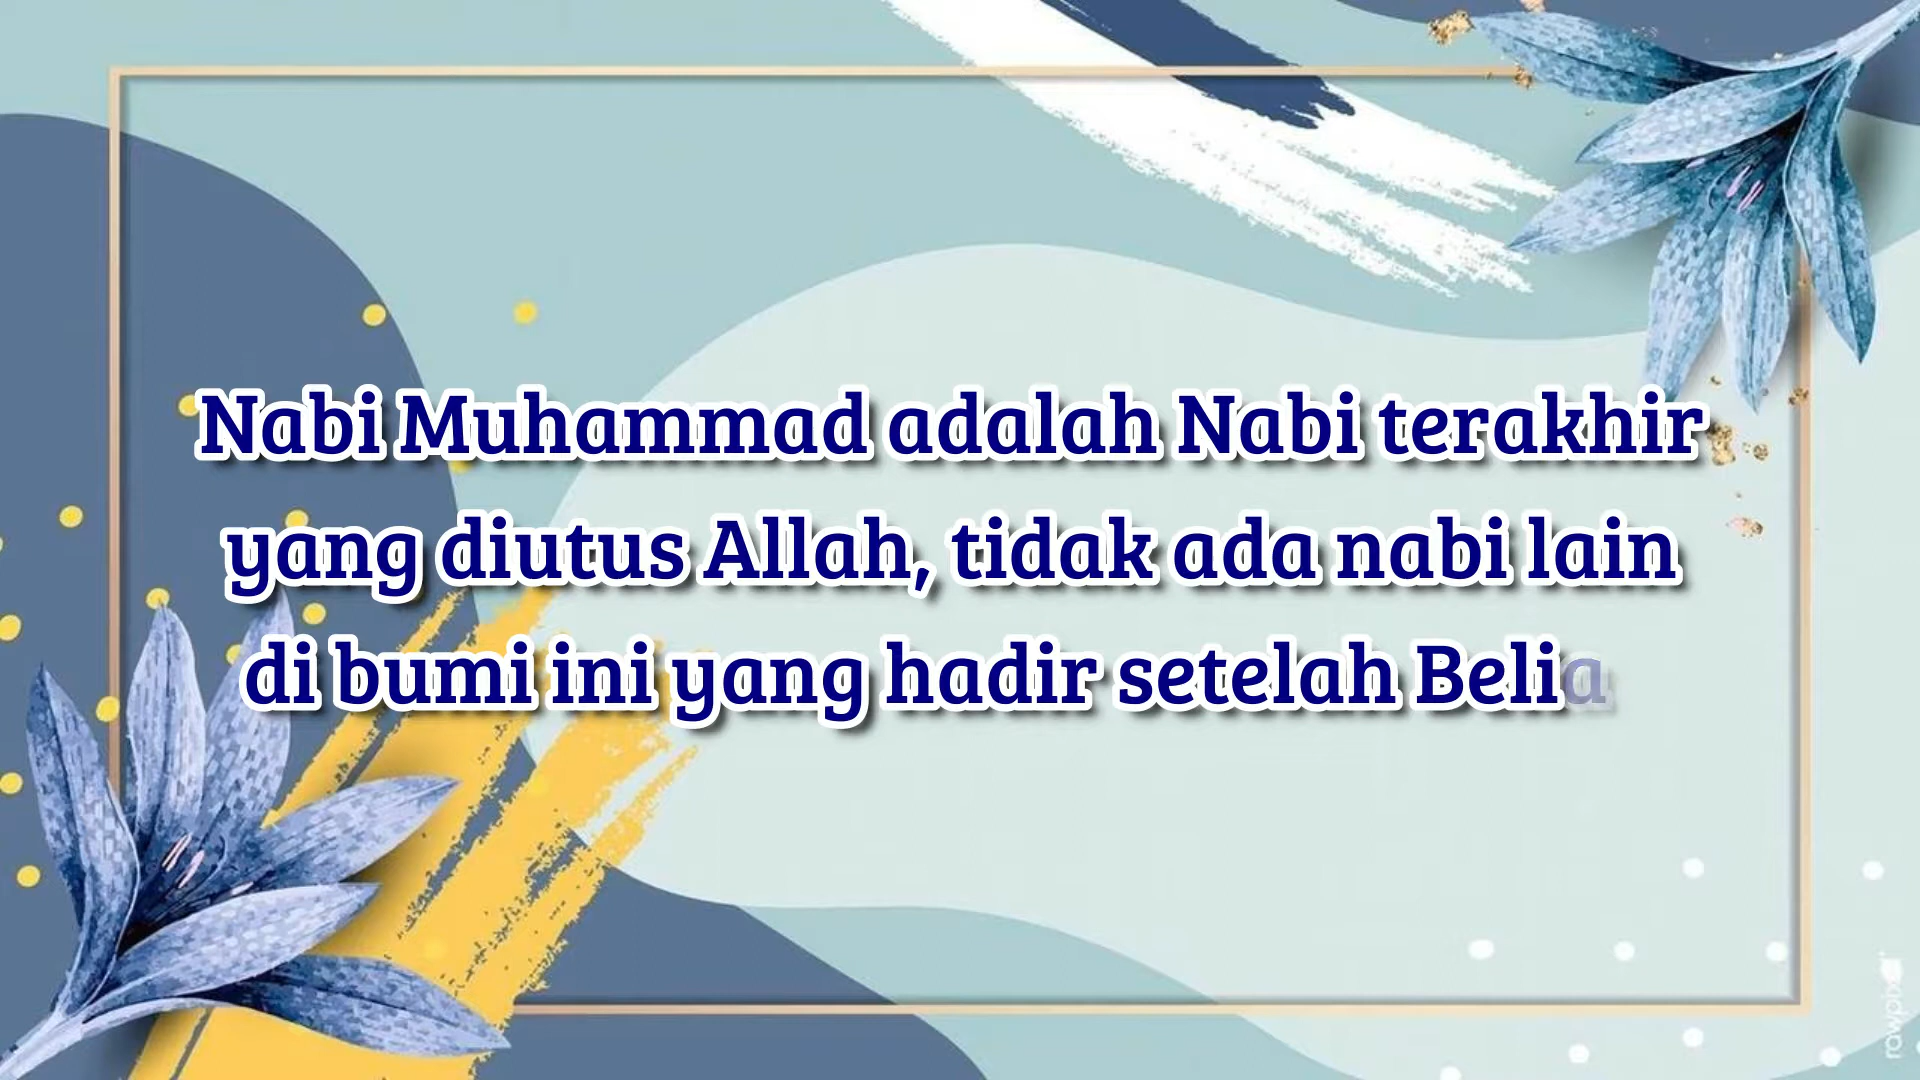 Nabi Muhammad adalah Nabi terakhir
yang diutus Allah, tidak ada nabi lain
di bumi ini yang hadir setelah Belia
rawpixel